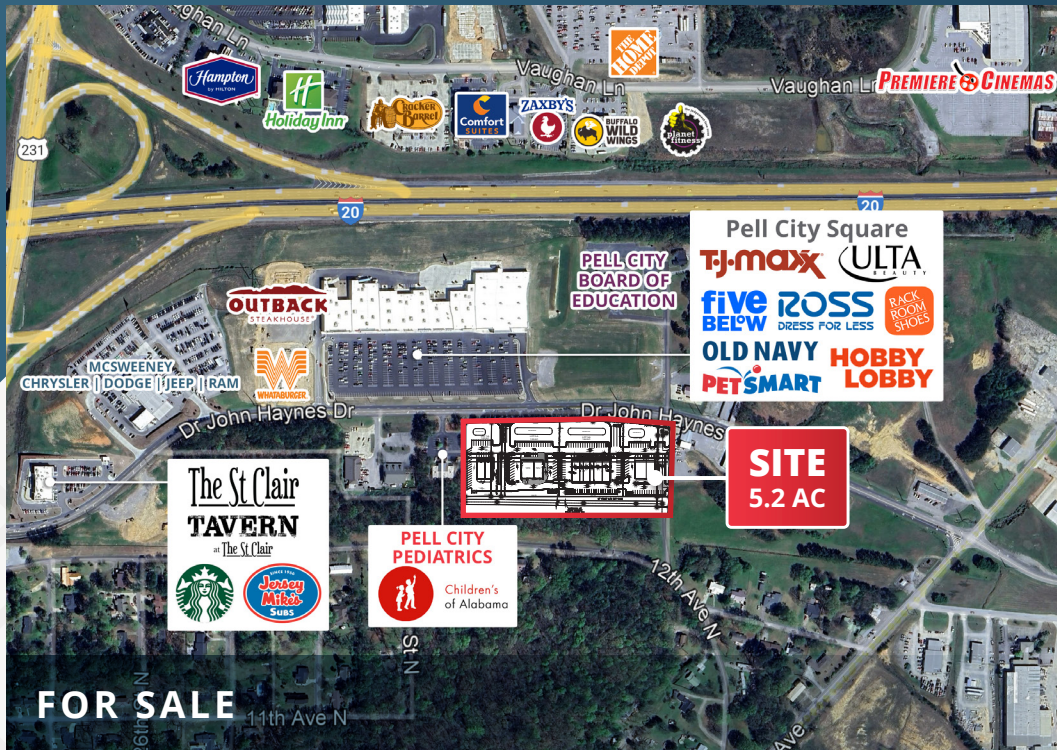 ughan Ln
Hampton
by HILTON
Holiday Inn
Cracker
Barrel
Comfort
SUITES
ZAXBY'S
BUFFALO
WILD
WINGS
planet
fitness
THE
HOME
DEPOT
Vaughan Ln
Vaughan Ln
PREMIERE CINEMAS
231
20
20
OUTBACK
STEAKHOUSE
WHATABURGER
MCSWEENEY
CHRYSLER | DODGE | JEEP | RAM
PELL CITY
BOARD OF
EDUCATION
Pell City Square
T.J.maxx
ULTA
BEAUTY
five
BELOW
ROSS
DRESS FOR LESS
RACK
ROOM
SHOES
OLD NAVY
PETSMART
HOBBY
LOBBY
Dr John Haynes Dr
Dr John Haynes
SITE
5.2 AC
The St Clair
TAVERN
at The St Clair
SINCE 1956
Jersey
Mike's
SUBS
PELL CITY
PEDIATRICS
Children's
of Alabama
12th Ave N
St N
FOR SALE
11th Ave N
Ave